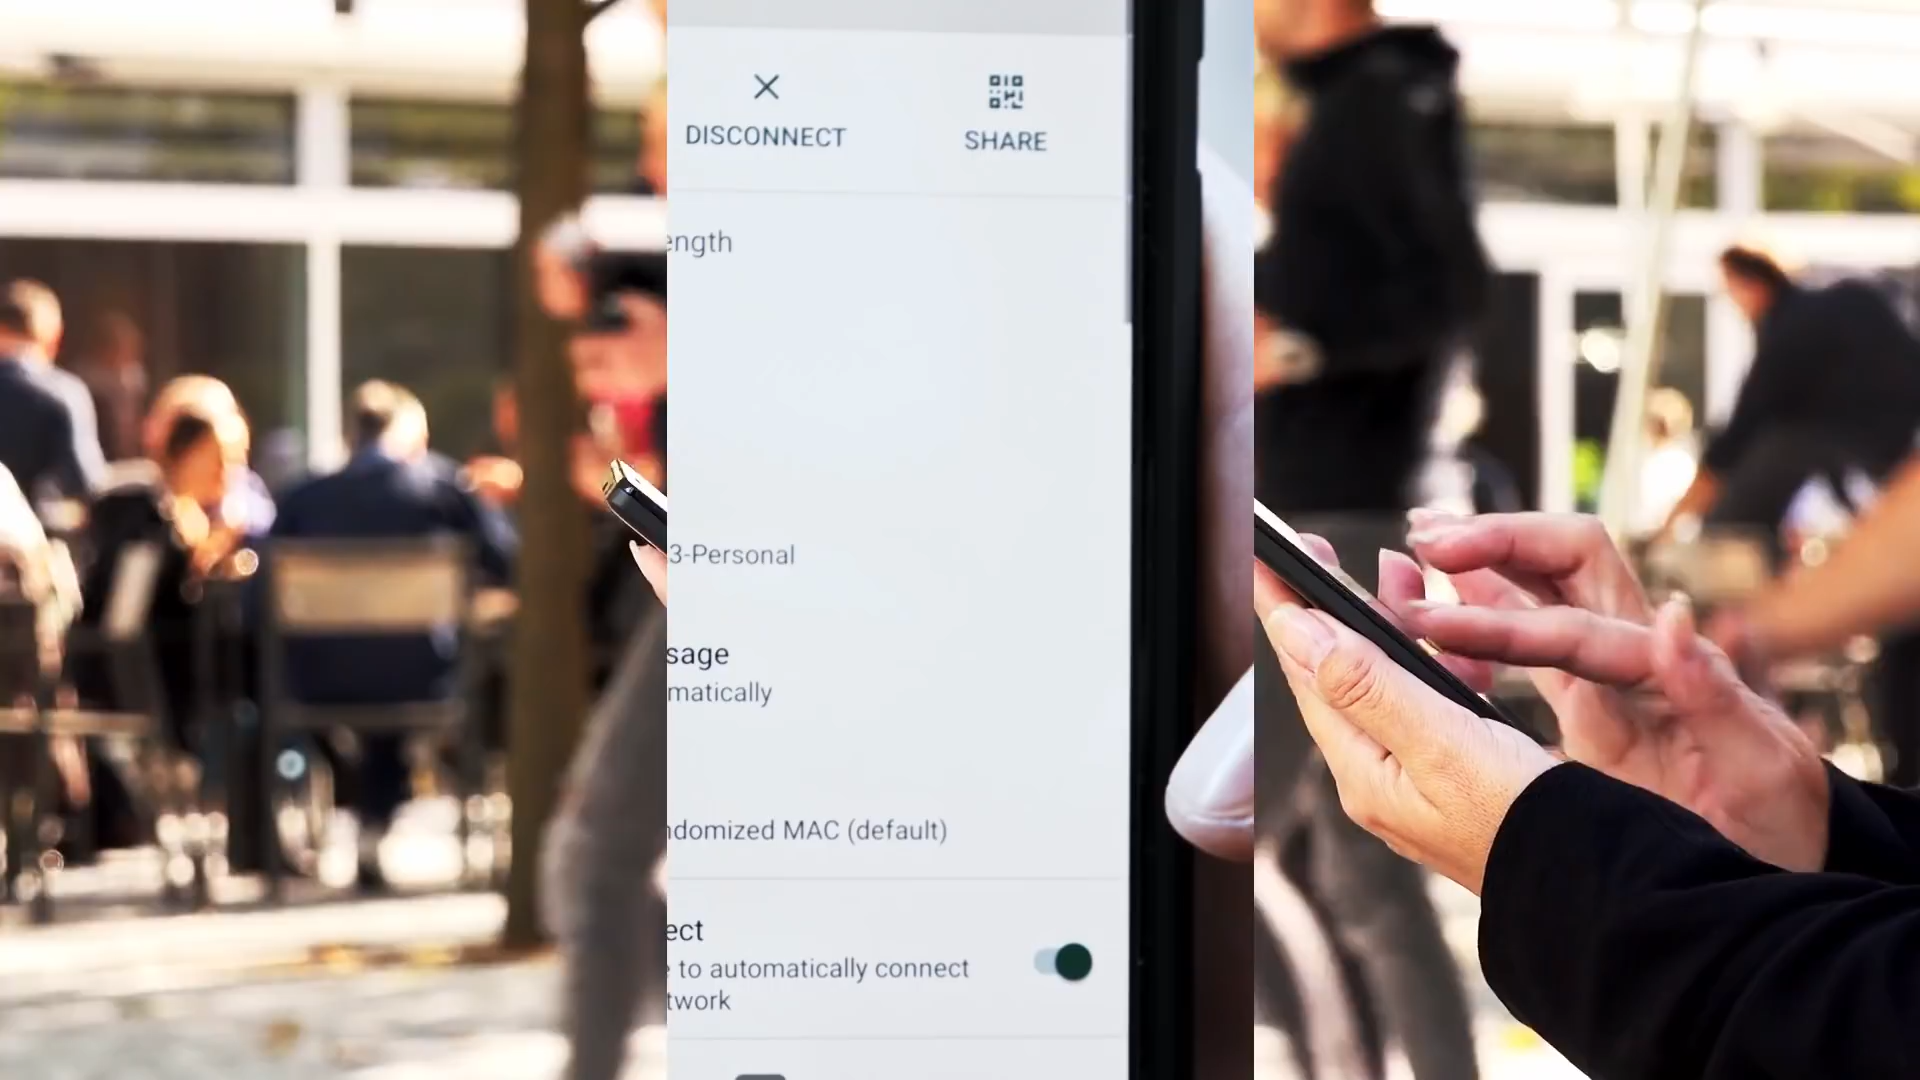 DISCONNECT
SHARE
ength
3-Personal
sage
matically
ndomized MAC (default)
ect
to automatically connect
twork